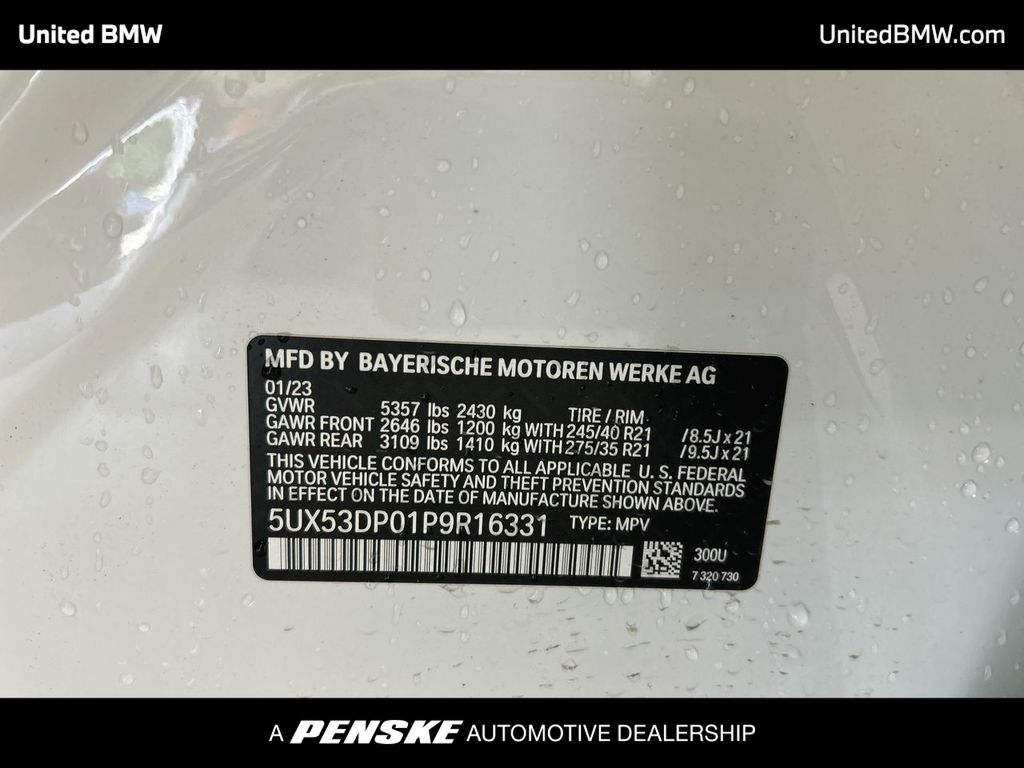 United BMW
UnitedBMW.com
MFD BY BAYERISCHE MOTOREN WERKE AG
01/23
GVWR 5357 lbs 2430 kg TIRE / RIM
GAWR FRONT 2646 lbs 1200 kg WITH 245/40 R21 /8.5J x 21
GAWR REAR 3109 lbs 1410 kg WITH 275/35 R21 /9.5J x 21
THIS VEHICLE CONFORMS TO ALL APPLICABLE U. S. FEDERAL
MOTOR VEHICLE SAFETY AND THEFT PREVENTION STANDARDS
IN EFFECT ON THE DATE OF MANUFACTURE SHOWN ABOVE.
5UX53DP01P9R16331 TYPE: MPV
300U
7 320 730
A PENSKE AUTOMOTIVE DEALERSHIP